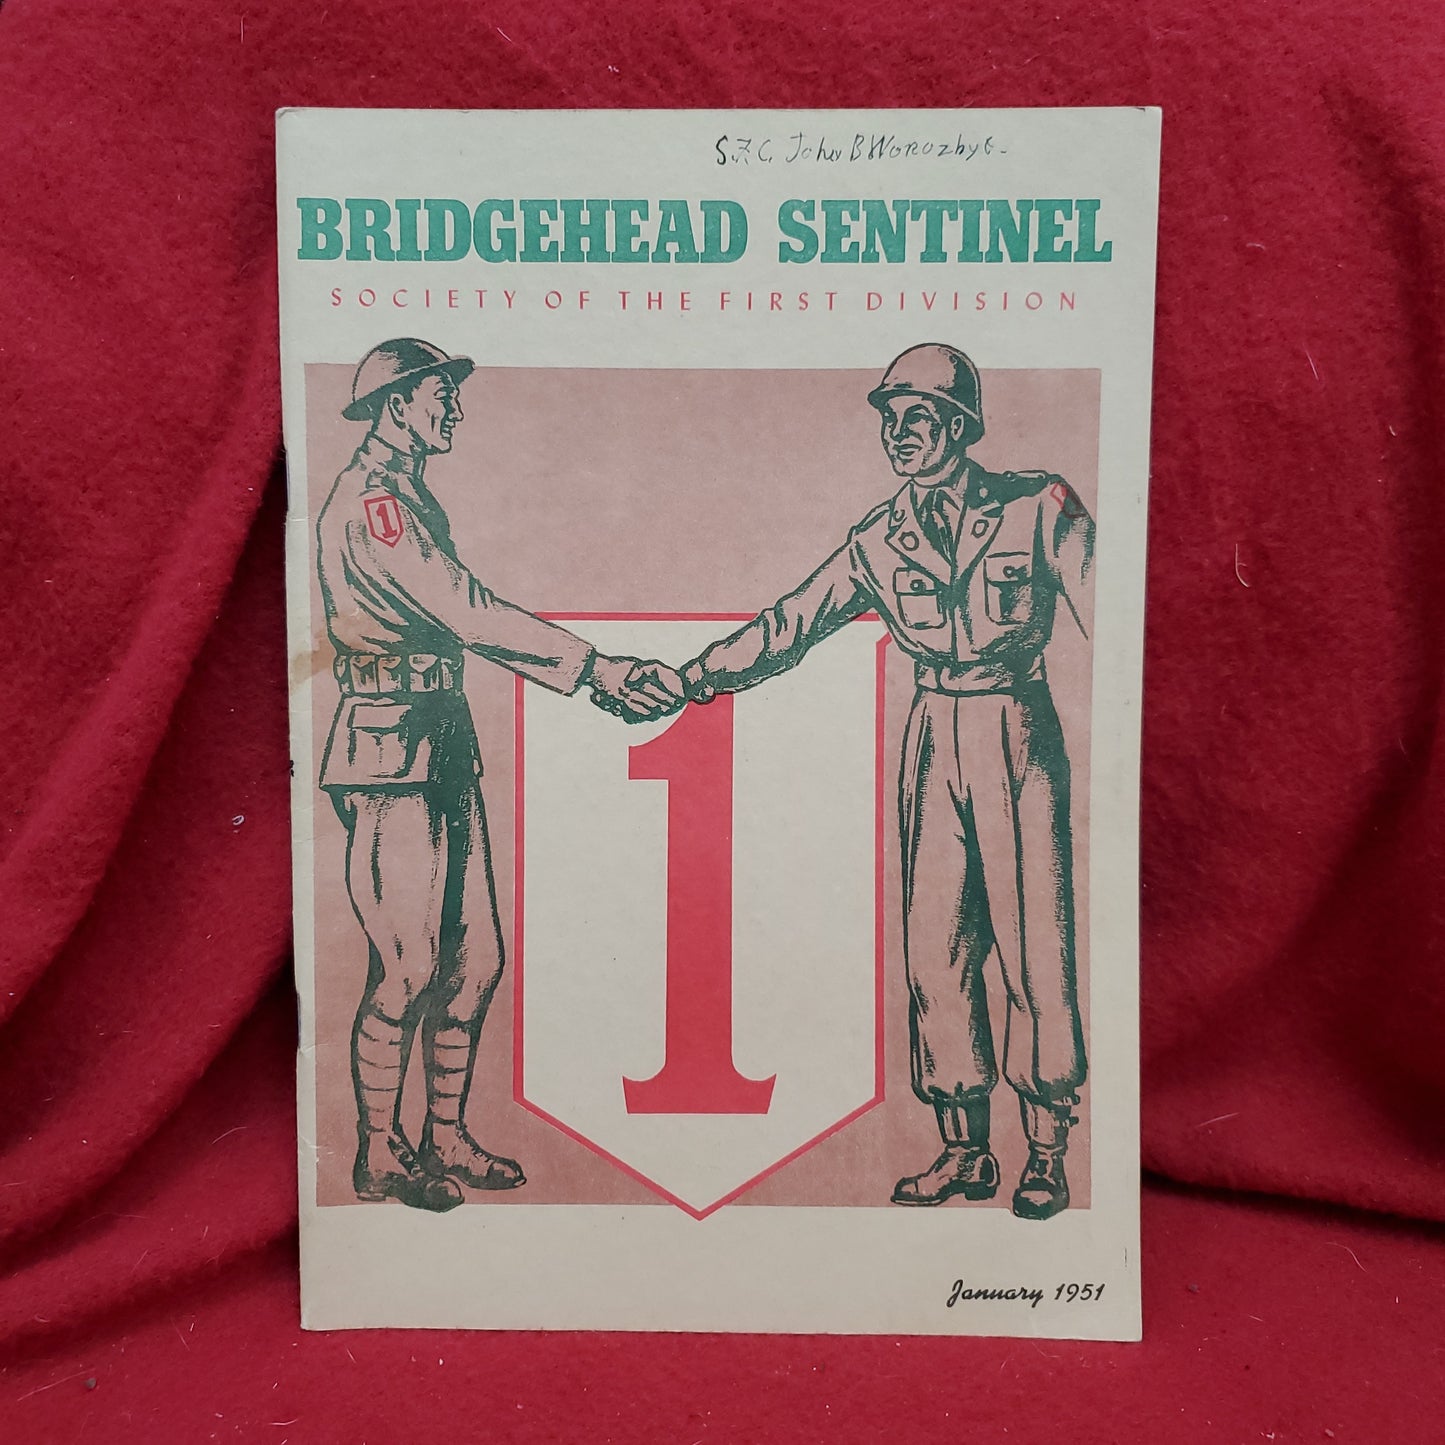 S.F.C. John B Worozbyt.
BRIDGEHEAD SENTINEL
SOCIETY OF THE FIRST DIVISION
1
1
January 1951